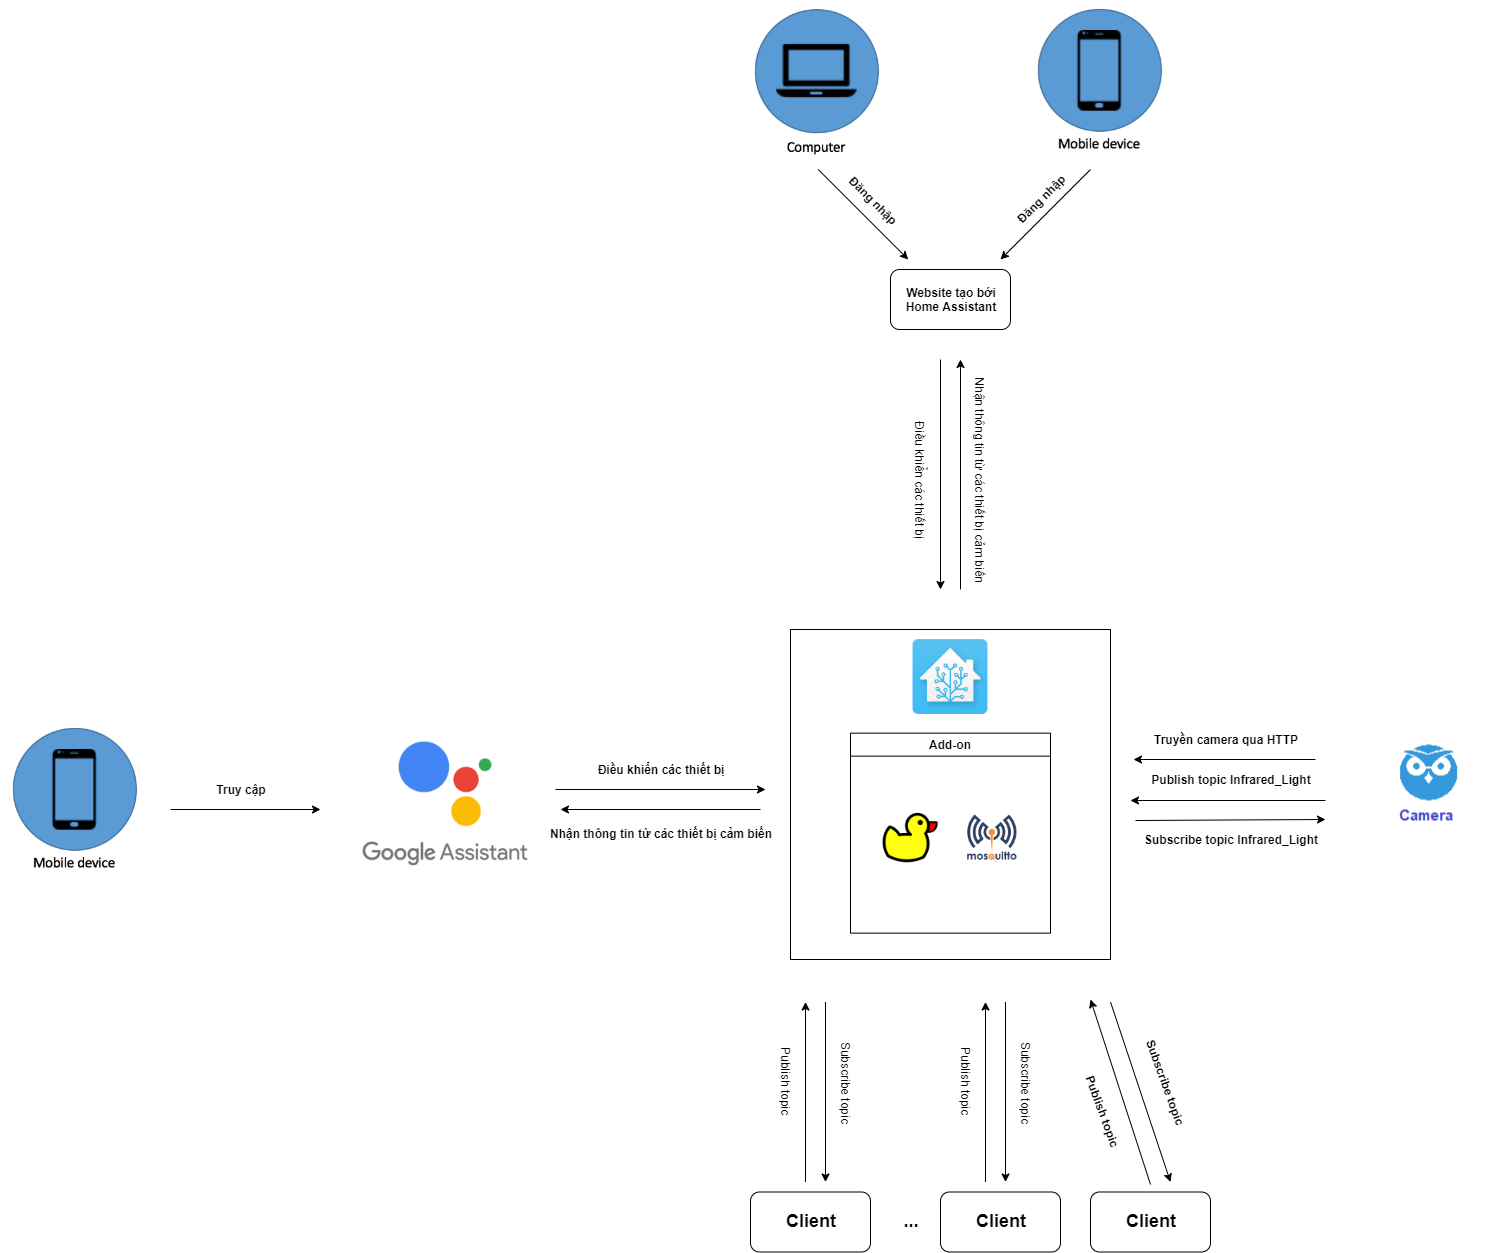 Computer
Mobile device
Đăng nhập
Đăng nhập
Website tạo bởi
Home Assistant
Điều khiển các thiết bị
Nhận thông tin từ các thiết bị cảm biến
Add-on
mosquitto
Mobile device
Truy cập
Google Assistant
Điều khiển các thiết bị
Nhận thông tin từ các thiết bị cảm biến
Truyền camera qua HTTP
Publish topic Infrared_Light
Subscribe topic Infrared_Light
Camera
Publish topic
Subscribe topic
Publish topic
Subscribe topic
Publish topic
Subscribe topic
Client
...
Client
Client